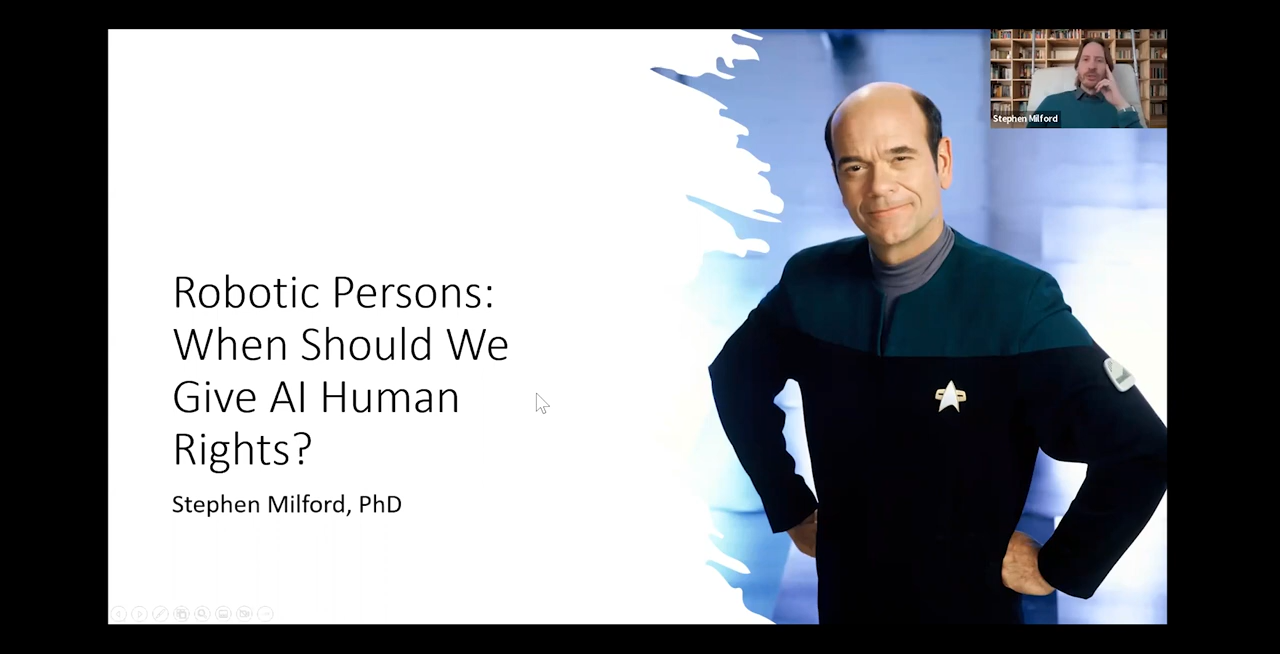 Stephen Milford
Robotic Persons:
When Should We
Give AI Human
Rights?
Stephen Milford, PhD